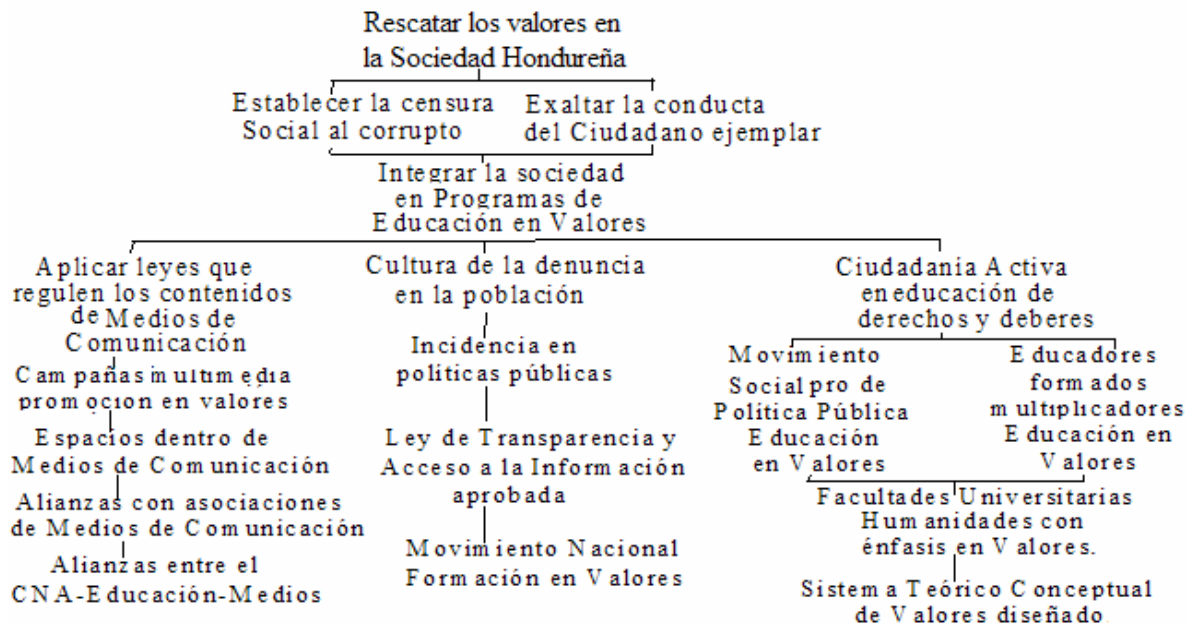 Rescatar los valores en
la Sociedad Hondureña
Establecer la censura
Social al corrupto
Exaltar la conducta
del Ciudadano ejemplar
Integrar la sociedad
en Programas de
Educación en Valores
Aplicar leyes que
regulen los contenidos
de Medios de
Comunicación
Campañas multimedia
promocion en valores
Espacios dentro de
Medios de Comunicación
Alianzas con asociaciones
de Medios de Comunicación
Alianzas entre el
CNA-Educación-Medios
Cultura de la denuncia
en la población
Incidencia en
políticas públicas
Ley de Transparencia y
Acceso a la Información
aprobada
Movimiento Nacional
Formación en Valores
Ciudadania Activa
en educación de
derechos y deberes
Movimiento
Social pro de
Politica Pública
Educación
en Valores
Educadores
formados
multiplicadores
Educación en
Valores
Facultades Universitarias
Humanidades con
énfasis en Valores.
Sistema Teórico Conceptual
de Valores diseñado.